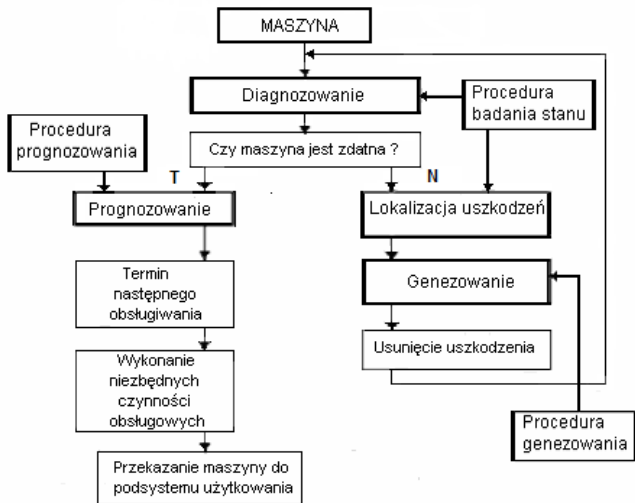 MASZYNA
Diagnozowanie
Procedura
badania stanu
Procedura
prognozowania
Czy maszyna jest zdatna ?
T
N
Prognozowanie
Lokalizacja uszkodzeń
Termin
następnego
obsługiwania
Genezowanie
Usunięcie uszkodzenia
Wykonanie
niezbędnych
czynności
obsługowych
Procedura
genezowania
Przekazanie maszyny do
podsystemu użytkowania